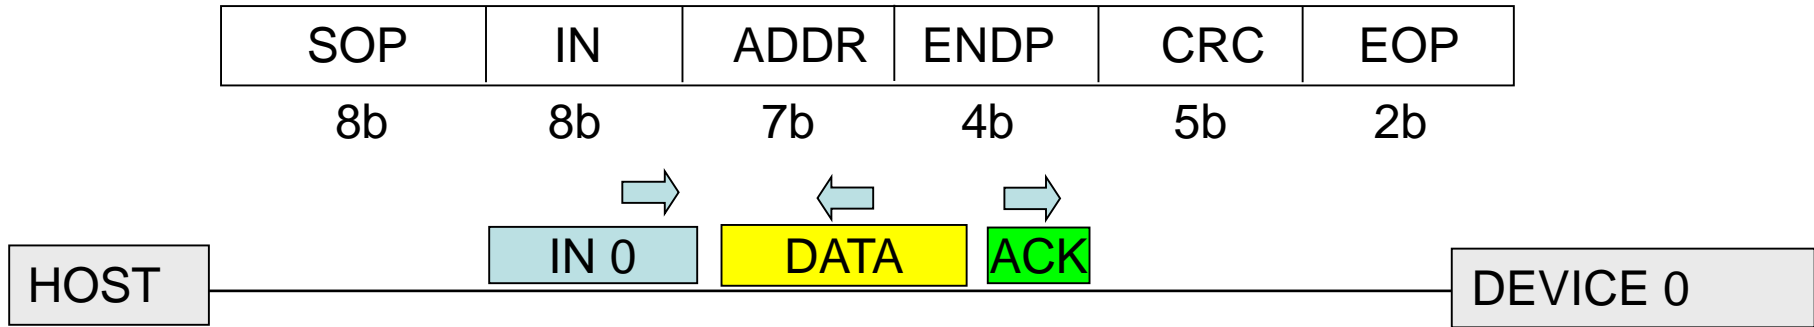 SOP IN ADDR ENDP CRC EOP
8b 8b 7b 4b 5b 2b
IN 0 DATA ACK
HOST DEVICE 0